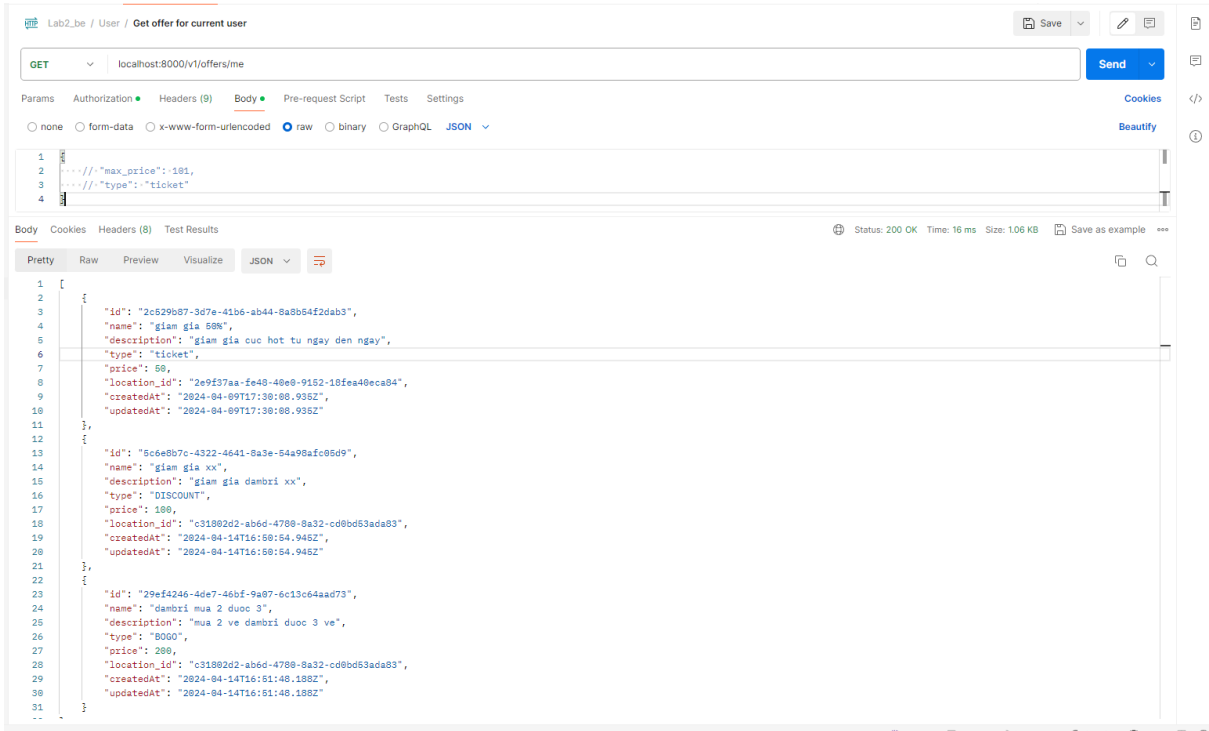 HTTP Lab2_be / User / Get offer for current user Save
GET localhost:8000/v1/offers/me Send
Params Authorization Headers (9) Body Pre-request Script Tests Settings Cookies
none form-data x-www-form-urlencoded raw binary GraphQL JSON Beautify
1 {
2 // "max_price": 101,
3 // "type": "ticket"
4 }
Body Cookies Headers (8) Test Results Status: 200 OK Time: 16 ms Size: 1.06 KB Save as example
Pretty Raw Preview Visualize JSON
1 [
2 {
3 "id": "2c529b87-3d7e-41b6-ab44-8a8b54f2dab3",
4 "name": "giam gia 50%",
5 "description": "giam gia cuc hot tu ngay den ngay",
6 "type": "ticket",
7 "price": 50,
8 "location_id": "2e9f37aa-fe48-40e0-9152-18fea40eca84",
9 "createdAt": "2024-04-09T17:30:08.935Z",
10 "updatedAt": "2024-04-09T17:30:08.935Z"
11 },
12 {
13 "id": "5c6e8b7c-4322-4641-8a3e-54a98afc05d9",
14 "name": "giam gia xx",
15 "description": "giam gia dambri xx",
16 "type": "DISCOUNT",
17 "price": 100,
18 "location_id": "c31802d2-ab6d-4780-8a32-cd0bd53ada83",
19 "createdAt": "2024-04-14T16:50:54.945Z",
20 "updatedAt": "2024-04-14T16:50:54.945Z"
21 },
22 {
23 "id": "29ef4246-4de7-46bf-9a07-6c13c64aad73",
24 "name": "dambri mua 2 duoc 3",
25 "description": "mua 2 ve dambri duoc 3 ve",
26 "type": "BOGO",
27 "price": 200,
28 "location_id": "c31802d2-ab6d-4780-8a32-cd0bd53ada83",
29 "createdAt": "2024-04-14T16:51:48.188Z",
30 "updatedAt": "2024-04-14T16:51:48.188Z"
31 }